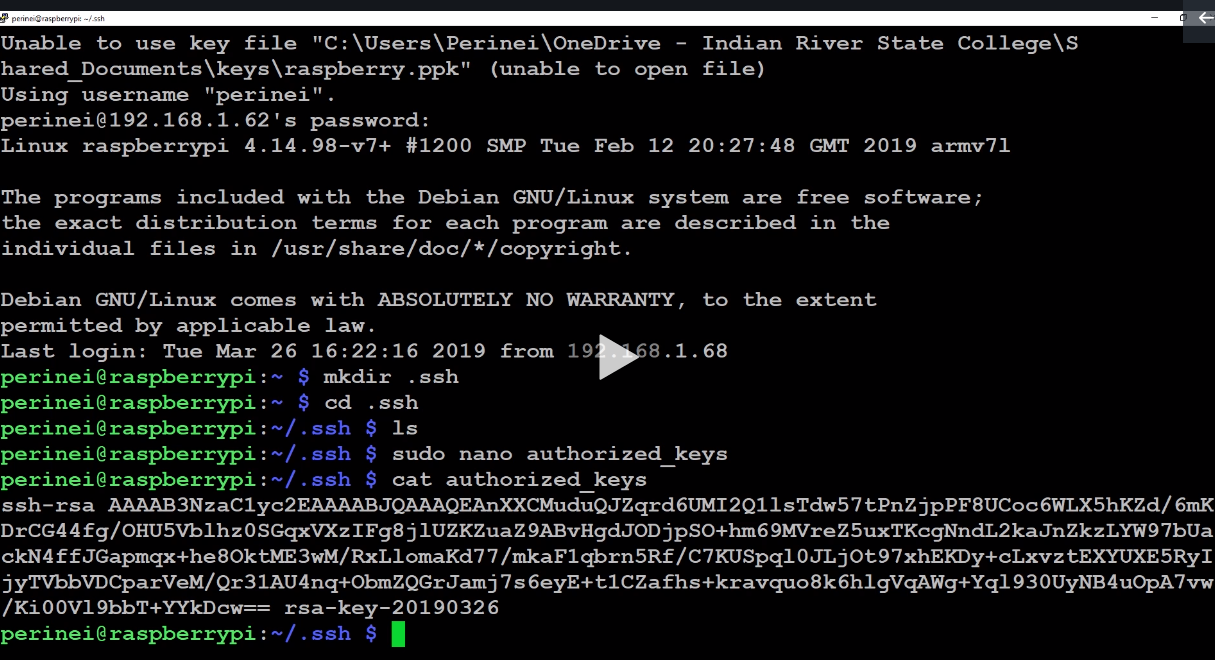 perinei@raspberrypi: ~/.ssh
Unable to use key file "C:\Users\Perinei\OneDrive - Indian River State College\S
hared_Documents\keys\raspberry.ppk" (unable to open file)
Using username "perinei".
perinei@192.168.1.62's password:
Linux raspberrypi 4.14.98-v7+ #1200 SMP Tue Feb 12 20:27:48 GMT 2019 armv7l
The programs included with the Debian GNU/Linux system are free software;
the exact distribution terms for each program are described in the
individual files in /usr/share/doc/*/copyright.
Debian GNU/Linux comes with ABSOLUTELY NO WARRANTY, to the extent
permitted by applicable law.
Last login: Tue Mar 26 16:22:16 2019 from 192.168.1.68
perinei@raspberrypi:~ $ mkdir .ssh
perinei@raspberrypi:~ $ cd .ssh
perinei@raspberrypi:~/.ssh $ ls
perinei@raspberrypi:~/.ssh $ sudo nano authorized_keys
perinei@raspberrypi:~/.ssh $ cat authorized_keys
ssh-rsa AAAAB3NzaC1yc2EAAAABJQAAAQEAnXXCMuduQJZqrd6UMI2Q1lsTdw57tPnZjpPF8UCoc6WLX5hKZd/6mK
DrCG44fg/OHU5Vblhz0SGqxVXzIFg8jlUZKZuaZ9ABvHgdJODjpSO+hm69MVreZ5uxTKcgNndL2kaJnZkzLYW97bUa
ckN4ffJGapmqx+he8OktME3wM/RxLlomaKd77/mkaF1qbrn5Rf/C7KUSpql0JLjOt97xhEKDy+cLxvztEXYUXE5RyI
jyTVbbVDCparVeM/Qr31AU4nq+ObmZQGrJamj7s6eyE+t1CZafhs+kravquo8k6hlgVqAWg+Yql930UyNB4uOpA7vw
/Ki00Vl9bbT+YYkDcw== rsa-key-20190326
perinei@raspberrypi:~/.ssh $